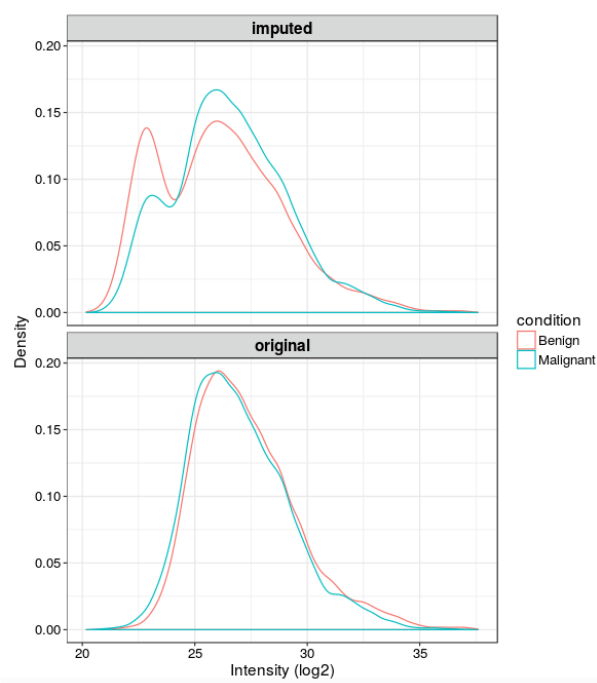 imputed
0.20
0.15
0.10
0.05
0.00
original
0.20
0.15
0.10
0.05
0.00
20 25 30 35
Intensity (log2)
Density
condition
Benign
Malignant